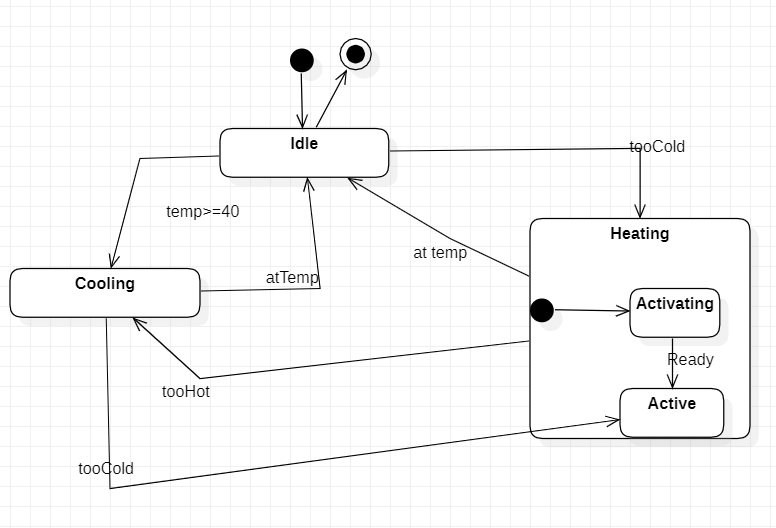 Idle
tooCold
temp>=40
Heating
at temp
Cooling
atTemp
Activating
Ready
tooHot
Active
tooCold